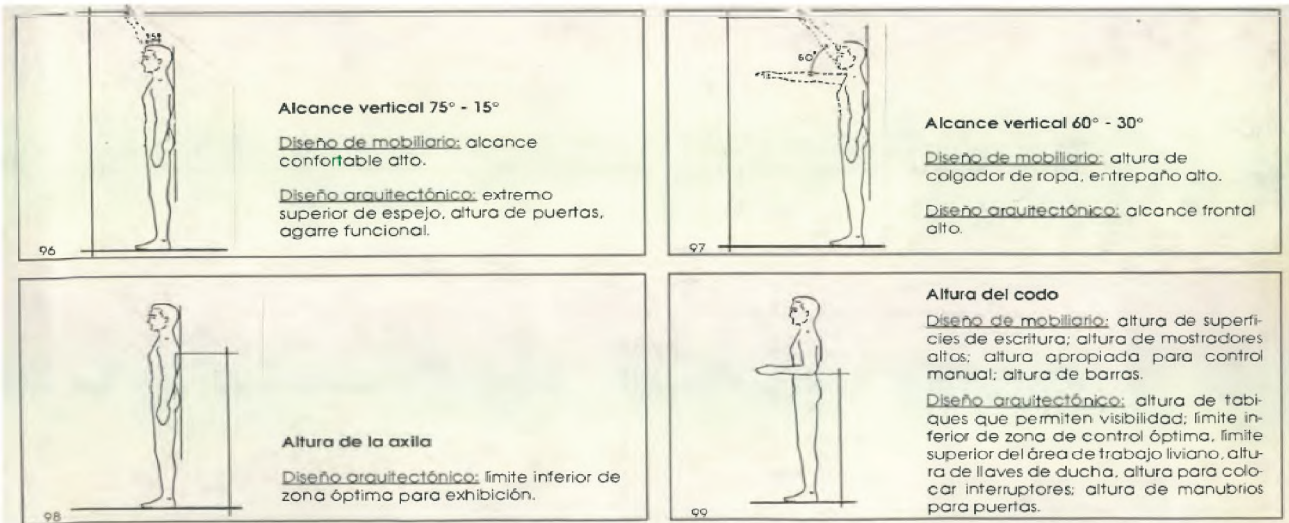 Alcance vertical 75° - 15°
Diseño de mobiliario: alcance
confortable alto.
Diseño arquitectónico: extremo
superior de espejo, altura de puertas,
agarre funcional.
96
60°
Alcance vertical 60° - 30°
Diseño de mobiliario: altura de
colgador de ropa, entrepaño alto.
Diseño arquitectónico: alcance frontal
alto.
97
Altura de la axila
Diseño arquitectónico: límite inferior de
zona óptima para exhibición.
98
Altura del codo
Diseño de mobiliario: altura de superfi-
cies de escritura; altura de mostradores
altos; altura apropiada para control
manual; altura de barras.
Diseño arquitectónico: altura de tabi-
ques que permiten visibilidad; límite in-
ferior de zona de control óptima, límite
superior del área de trabajo liviano, altu-
ra de llaves de ducha, altura para colo-
car interruptores; altura de manubrios
para puertas.
99